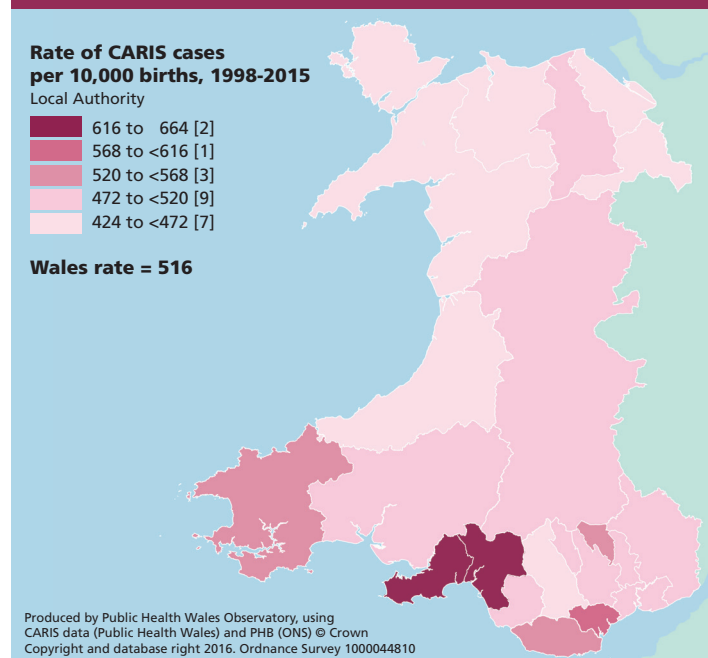 Rate of CARIS cases
per 10,000 births, 1998-2015
Local Authority
616 to 664 [2]
568 to <616 [1]
520 to <568 [3]
472 to <520 [9]
424 to <472 [7]
Wales rate = 516
Produced by Public Health Wales Observatory, using
CARIS data (Public Health Wales) and PHB (ONS) © Crown
Copyright and database right 2016. Ordnance Survey 1000044810